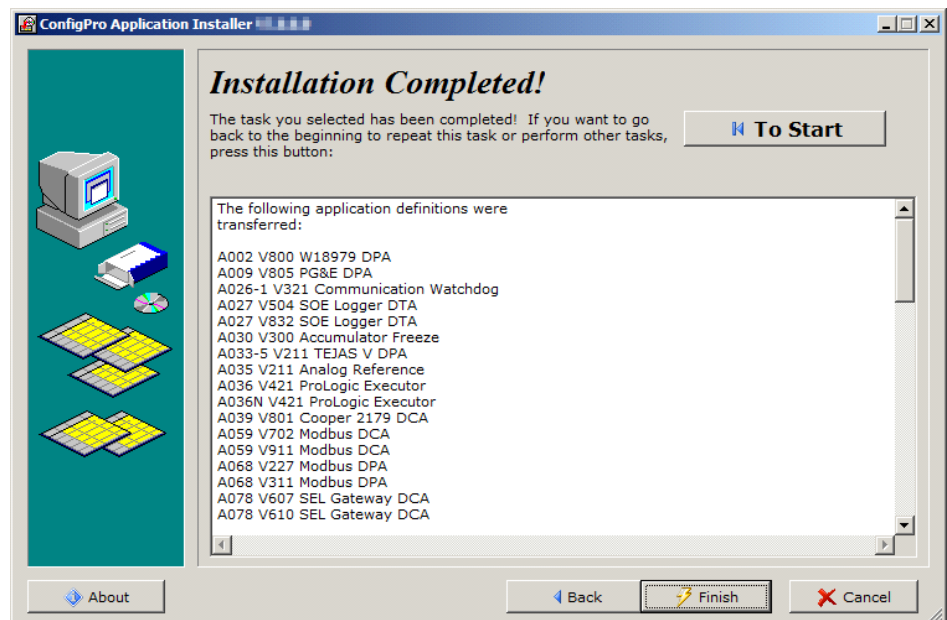 ConfigPro Application Installer
Installation Completed!
The task you selected has been completed! If you want to go
back to the beginning to repeat this task or perform other tasks,
press this button:
To Start
The following application definitions were
transferred:
A002 V800 W18979 DPA
A009 V805 PG&E DPA
A026-1 V321 Communication Watchdog
A027 V504 SOE Logger DTA
A027 V832 SOE Logger DTA
A030 V300 Accumulator Freeze
A033-5 V211 TEJAS V DPA
A035 V211 Analog Reference
A036 V421 ProLogic Executor
A036N V421 ProLogic Executor
A039 V801 Cooper 2179 DCA
A059 V702 Modbus DCA
A059 V911 Modbus DCA
A068 V227 Modbus DPA
A068 V311 Modbus DPA
A078 V607 SEL Gateway DCA
A078 V610 SEL Gateway DCA
About
Back
Finish
Cancel